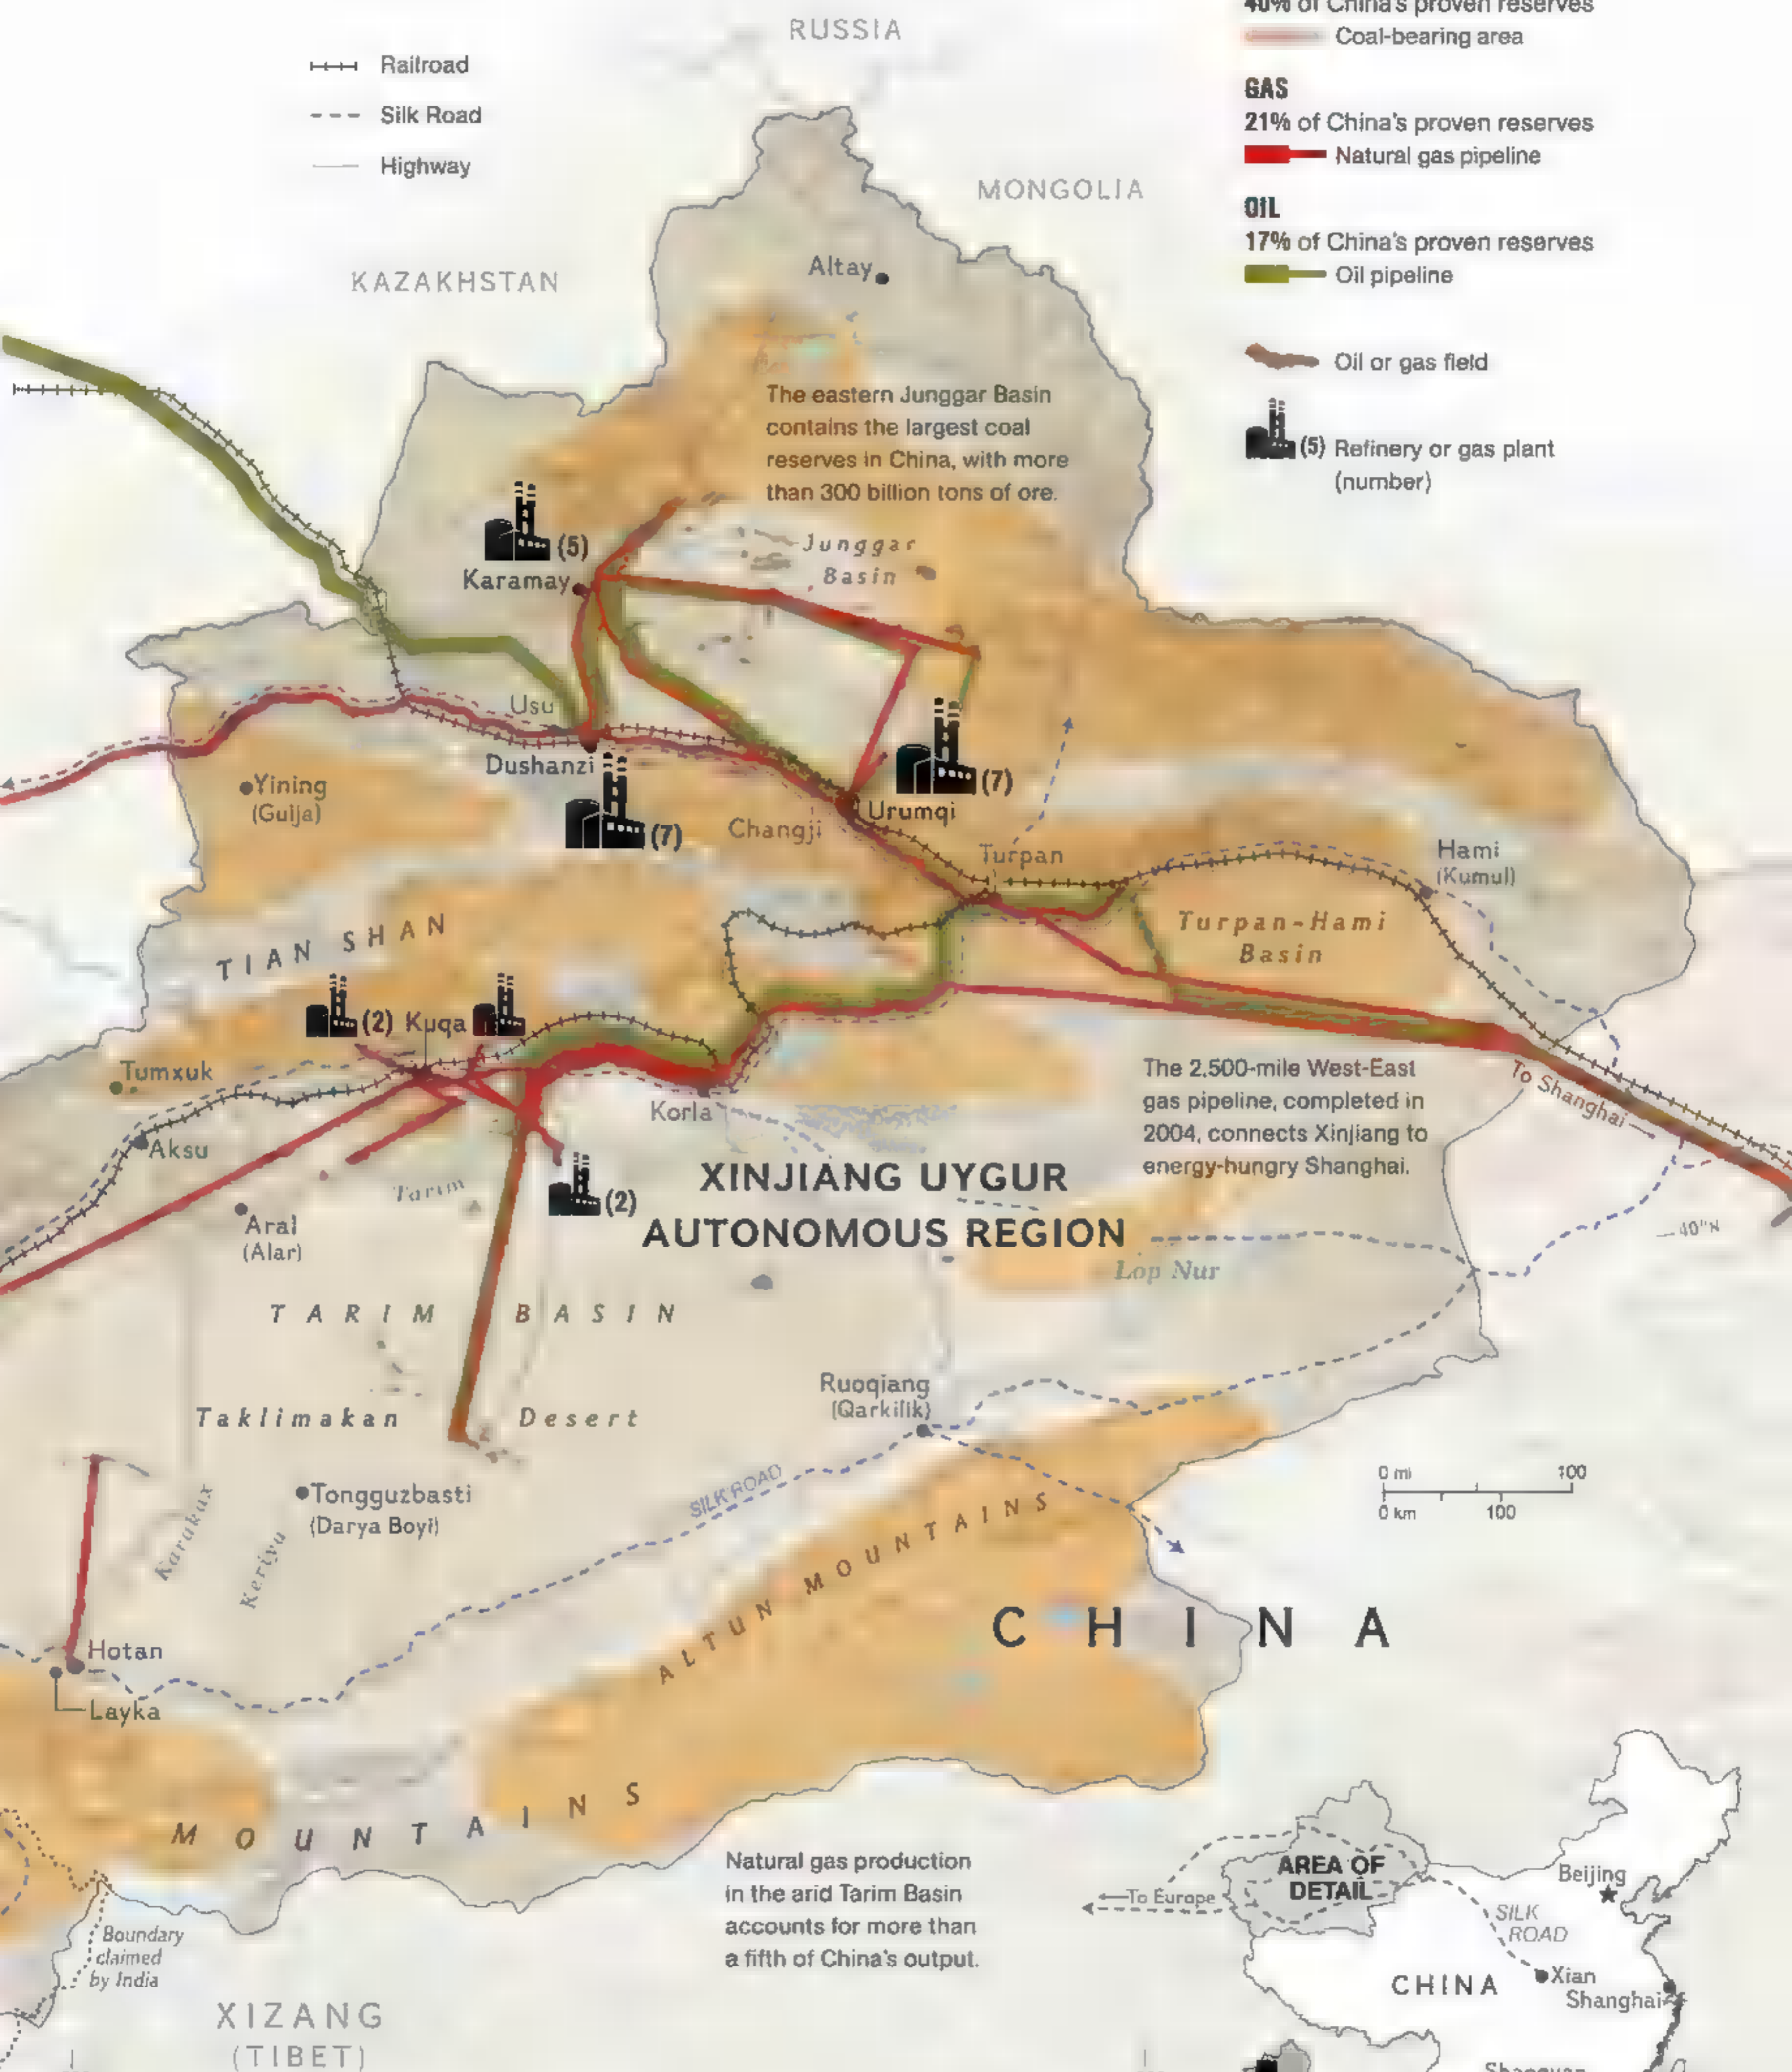 40% of China's proven reserves
Coal-bearing area
GAS
21% of China's proven reserves
Natural gas pipeline
OIL
17% of China's proven reserves
Oil pipeline
Oil or gas field
(5) Refinery or gas plant
(number)
Railroad
Silk Road
Highway
RUSSIA
MONGOLIA
KAZAKHSTAN
Altay
The eastern Junggar Basin
contains the largest coal
reserves in China, with more
than 300 billion tons of ore.
(5)
Karamay
Junggar
Basin
Usu
Dushanzi
(7)
Yining
(Gulja)
(7)
Urumqi
Changji
Turpan
Hami
(Kumul)
Turpan-Hami
Basin
TIAN SHAN
(2) Kuqa
Tumxuk
Aksu
Korla
The 2,500-mile West-East
gas pipeline, completed in
2004, connects Xinjiang to
energy-hungry Shanghai.
To Shanghai
(2)
Tarim
Aral
(Alar)
XINJIANG UYGUR
AUTONOMOUS REGION
40°N
Lop Nur
TARIM BASIN
Ruoqiang
(Qarkilik)
Taklimakan Desert
SILK ROAD
0 mi 100
0 km 100
Tongguzbasti
(Darya Boyi)
Karakax
Keriya
ALTUN MOUNTAINS
CHINA
Hotan
Layka
MOUNTAINS
Natural gas production
in the arid Tarim Basin
accounts for more than
a fifth of China's output.
Boundary
claimed
by India
XIZANG
(TIBET)
AREA OF
DETAIL
To Europe
Beijing
SILK
ROAD
CHINA
Xian
Shanghai